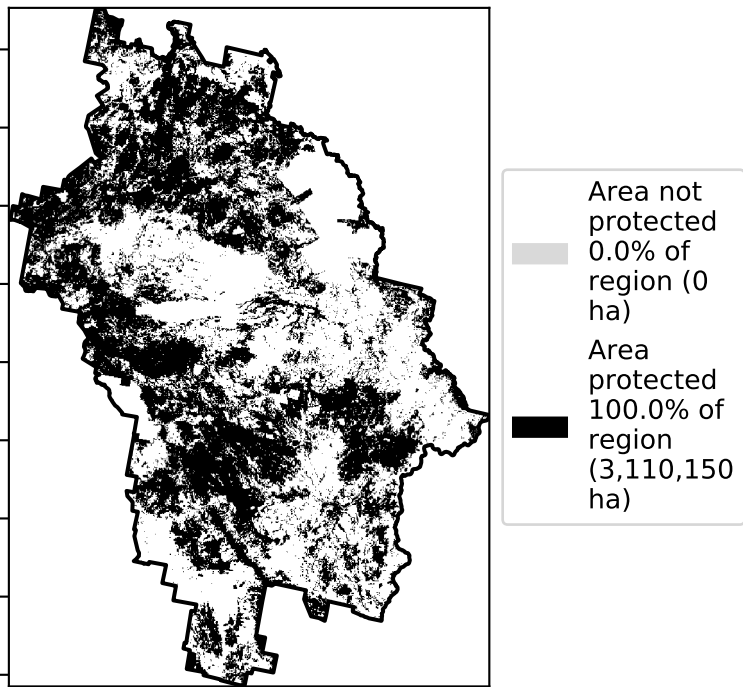 Area not
protected
0.0% of
region (0
ha)
Area
protected
100.0% of
region
(3,110,150
ha)